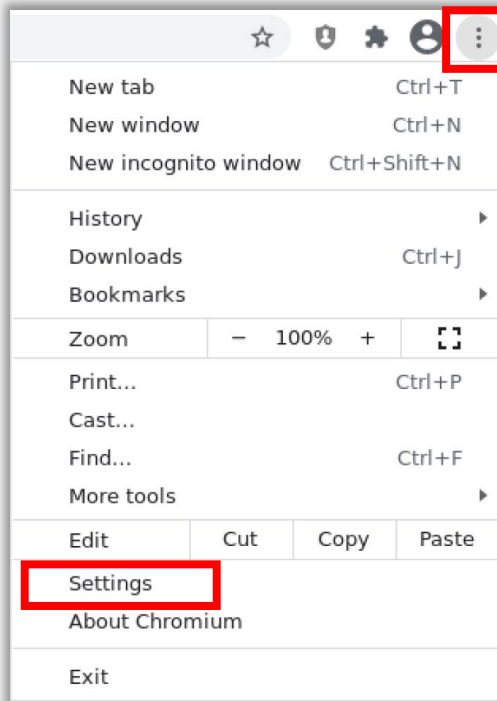 New tab Ctrl+T
New window Ctrl+N
New incognito window Ctrl+Shift+N
History
Downloads Ctrl+J
Bookmarks
Zoom − 100% +
Print... Ctrl+P
Cast...
Find... Ctrl+F
More tools
Edit Cut Copy Paste
Settings
About Chromium
Exit